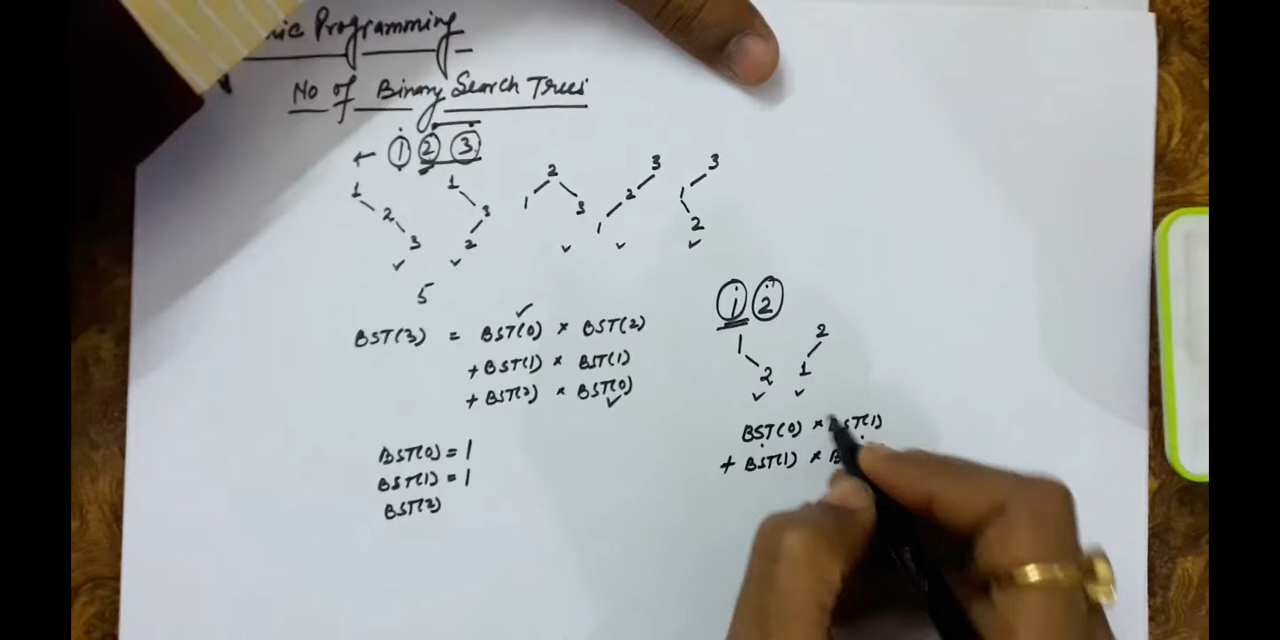 Programming
No of Binary Search Trees
← 1 2 3
1 1 2 3 3
2 3 1 3 2 1
3 2 1 2
✓ ✓ ✓ ✓ ✓
5
BST(3) = BST(0) × BST(2)
+ BST(1) × BST(1)
+ BST(2) × BST(0)
BST(0) = 1
BST(1) = 1
BST(2)
1 2
1 2
2 1
✓ ✓
BST(0) × BST(1)
+ BST(1) ×